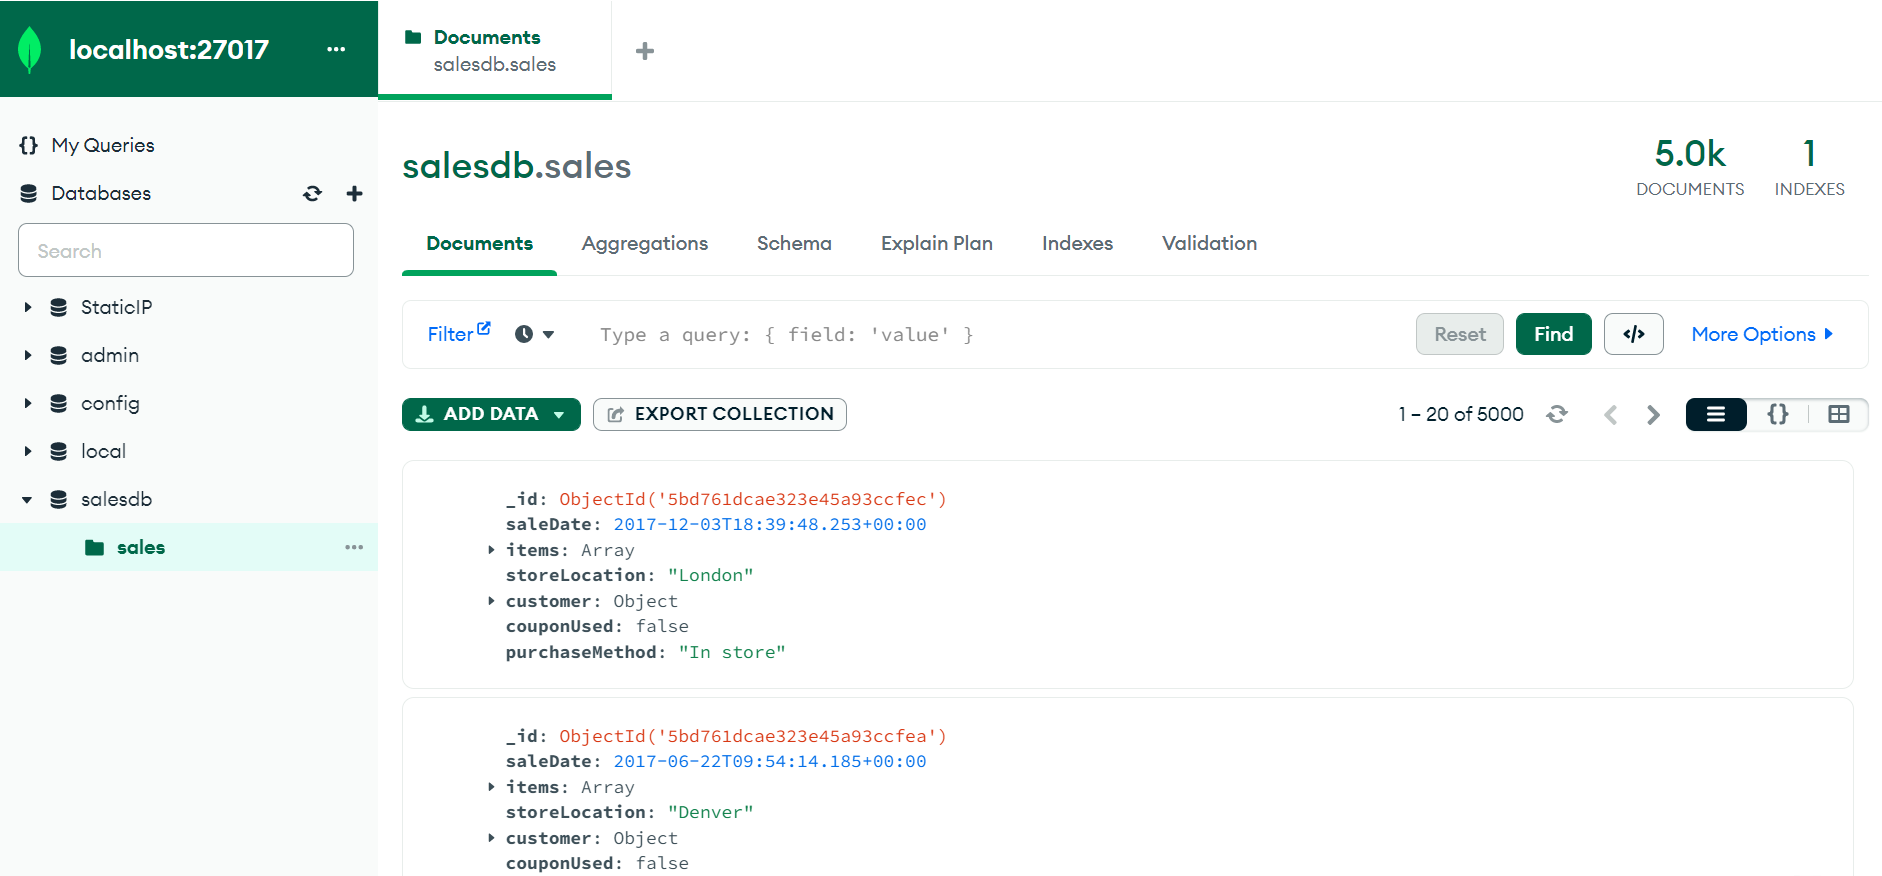 localhost:27017
Documents
salesdb.sales
{} My Queries
Databases
Search
StaticIP
admin
config
local
salesdb
sales
salesdb.sales
5.0k
DOCUMENTS
1
INDEXES
Documents Aggregations Schema Explain Plan Indexes Validation
Filter Type a query: { field: 'value' } Reset Find </> More Options
ADD DATA EXPORT COLLECTION 1 – 20 of 5000 {}
_id: ObjectId('5bd761dcae323e45a93ccfec')
saleDate: 2017-12-03T18:39:48.253+00:00
items: Array
storeLocation: "London"
customer: Object
couponUsed: false
purchaseMethod: "In store"
_id: ObjectId('5bd761dcae323e45a93ccfea')
saleDate: 2017-06-22T09:54:14.185+00:00
items: Array
storeLocation: "Denver"
customer: Object
couponUsed: false